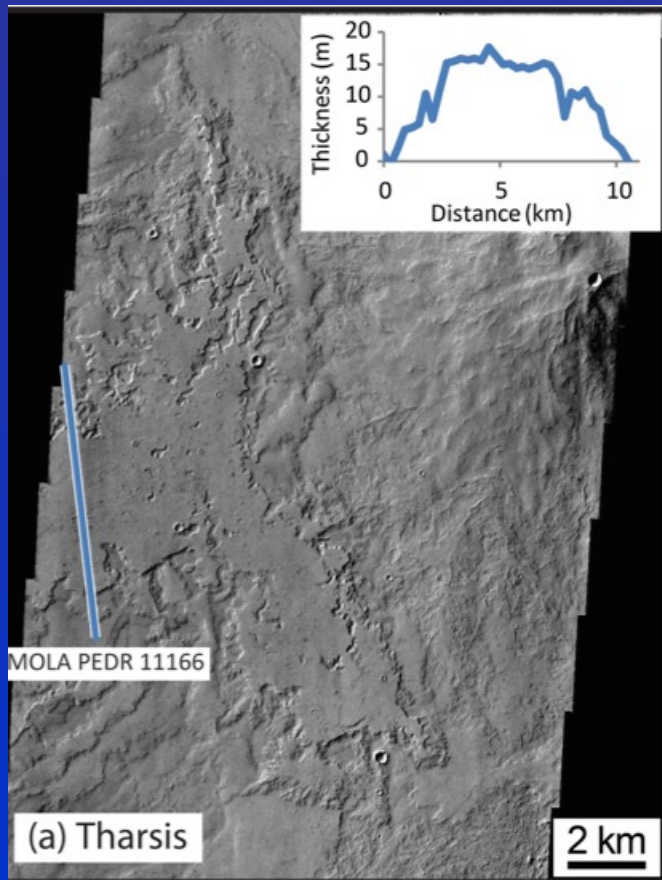 20
15
10
5
0
Thickness (m)
0 5 10
Distance (km)
MOLA PEDR 11166
(a) Tharsis
2 km